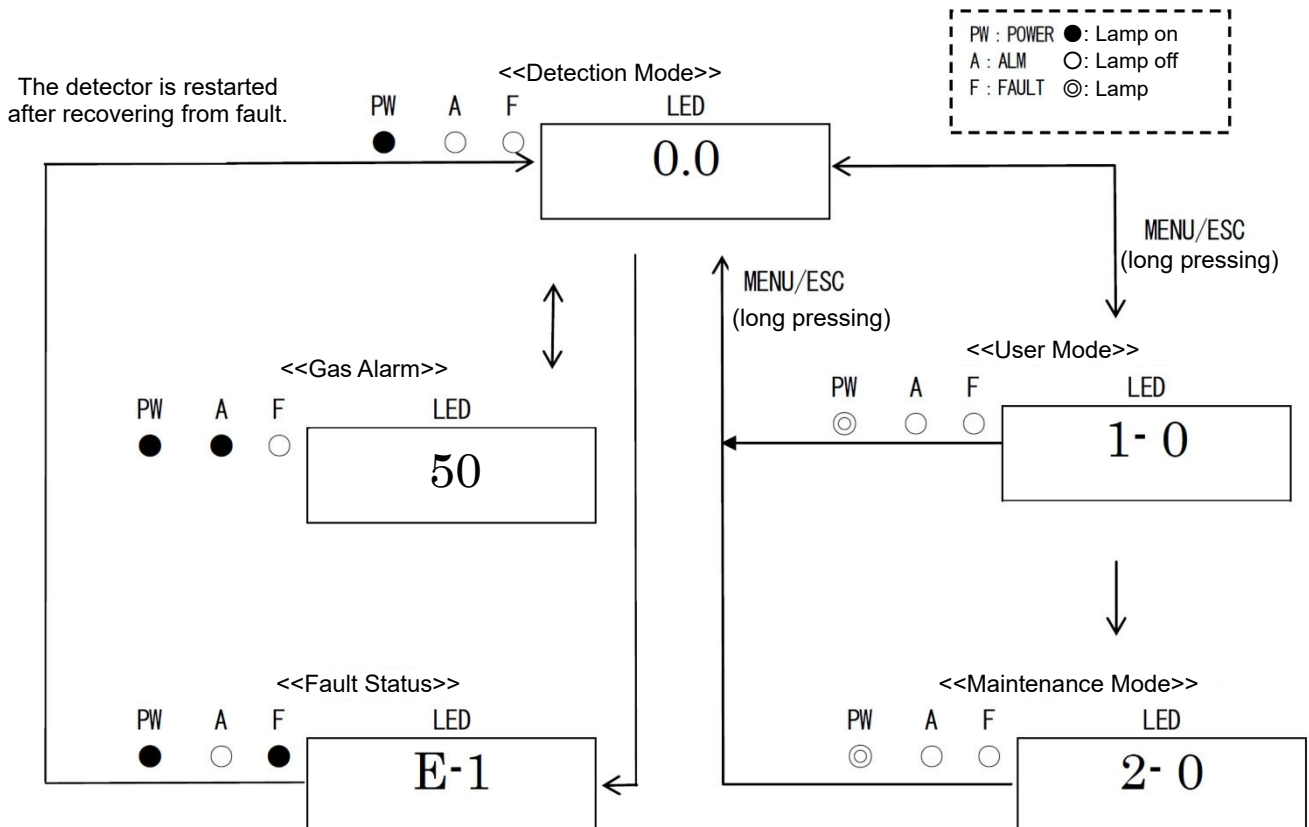 PW : POWER ●: Lamp on
A : ALM ○: Lamp off
F : FAULT ◎: Lamp
The detector is restarted
after recovering from fault.
<<Detection Mode>>
PW A F LED
0.0
MENU/ESC
(long pressing)
MENU/ESC
(long pressing)
<<Gas Alarm>>
PW A F LED
50
<<User Mode>>
PW A F LED
1- 0
<<Fault Status>>
PW A F LED
E-1
<<Maintenance Mode>>
PW A F LED
2- 0